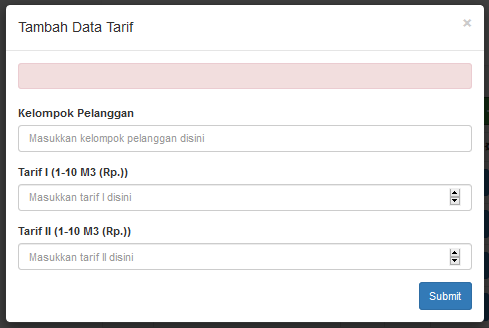 Tambah Data Tarif
×
Kelompok Pelanggan
Masukkan kelompok pelanggan disini
Tarif I (1-10 M3 (Rp.))
Masukkan tarif I disini
Tarif II (1-10 M3 (Rp.))
Masukkan tarif II disini
Submit